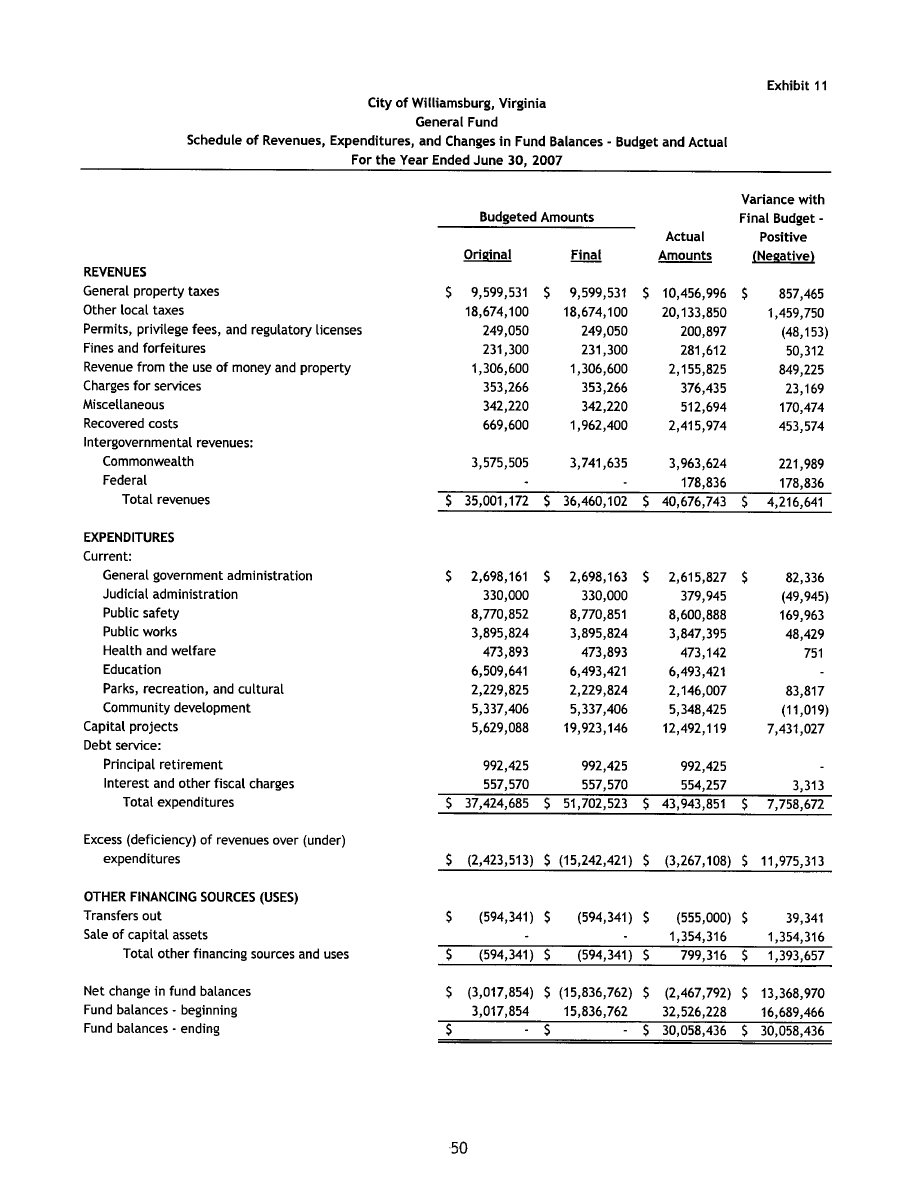 Exhibit 11
City of Williamsburg, Virginia
General Fund
Schedule of Revenues, Expenditures, and Changes in Fund Balances - Budget and Actual
For the Year Ended June 30, 2007
Variance with
Budgeted Amounts Final Budget -
Actual Positive
Original Final Amounts (Negative)
REVENUES
General property taxes $ 9,599,531 $ 9,599,531 $ 10,456,996 $ 857,465
Other local taxes 18,674,100 18,674,100 20,133,850 1,459,750
Permits, privilege fees, and regulatory licenses 249,050 249,050 200,897 (48,153)
Fines and forfeitures 231,300 231,300 281,612 50,312
Revenue from the use of money and property 1,306,600 1,306,600 2,155,825 849,225
Charges for services 353,266 353,266 376,435 23,169
Miscellaneous 342,220 342,220 512,694 170,474
Recovered costs 669,600 1,962,400 2,415,974 453,574
Intergovernmental revenues:
Commonwealth 3,575,505 3,741,635 3,963,624 221,989
Federal - - 178,836 178,836
Total revenues $ 35,001,172 $ 36,460,102 $ 40,676,743 $ 4,216,641
EXPENDITURES
Current:
General government administration $ 2,698,161 $ 2,698,163 $ 2,615,827 $ 82,336
Judicial administration 330,000 330,000 379,945 (49,945)
Public safety 8,770,852 8,770,851 8,600,888 169,963
Public works 3,895,824 3,895,824 3,847,395 48,429
Health and welfare 473,893 473,893 473,142 751
Education 6,509,641 6,493,421 6,493,421 -
Parks, recreation, and cultural 2,229,825 2,229,824 2,146,007 83,817
Community development 5,337,406 5,337,406 5,348,425 (11,019)
Capital projects 5,629,088 19,923,146 12,492,119 7,431,027
Debt service:
Principal retirement 992,425 992,425 992,425 -
Interest and other fiscal charges 557,570 557,570 554,257 3,313
Total expenditures $ 37,424,685 $ 51,702,523 $ 43,943,851 $ 7,758,672
Excess (deficiency) of revenues over (under)
expenditures $ (2,423,513) $ (15,242,421) $ (3,267,108) $ 11,975,313
OTHER FINANCING SOURCES (USES)
Transfers out $ (594,341) $ (594,341) $ (555,000) $ 39,341
Sale of capital assets - - 1,354,316 1,354,316
Total other financing sources and uses $ (594,341) $ (594,341) $ 799,316 $ 1,393,657
Net change in fund balances $ (3,017,854) $ (15,836,762) $ (2,467,792) $ 13,368,970
Fund balances - beginning 3,017,854 15,836,762 32,526,228 16,689,466
Fund balances - ending $ - $ - $ 30,058,436 $ 30,058,436
50